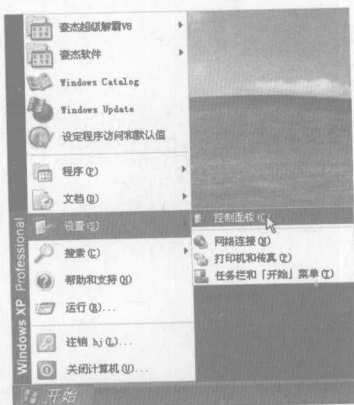 豪杰超级解霸V8
豪杰软件
Windows Catalog
Windows Update
设定程序访问和默认值
程序(P)
文档(D)
设置(S)
搜索(C)
帮助和支持(H)
运行(R)...
注销 hj(L)...
关闭计算机(U)...
控制面板(C)
网络连接(N)
打印机和传真(P)
任务栏和「开始」菜单(T)
Windows XP Professional
开始